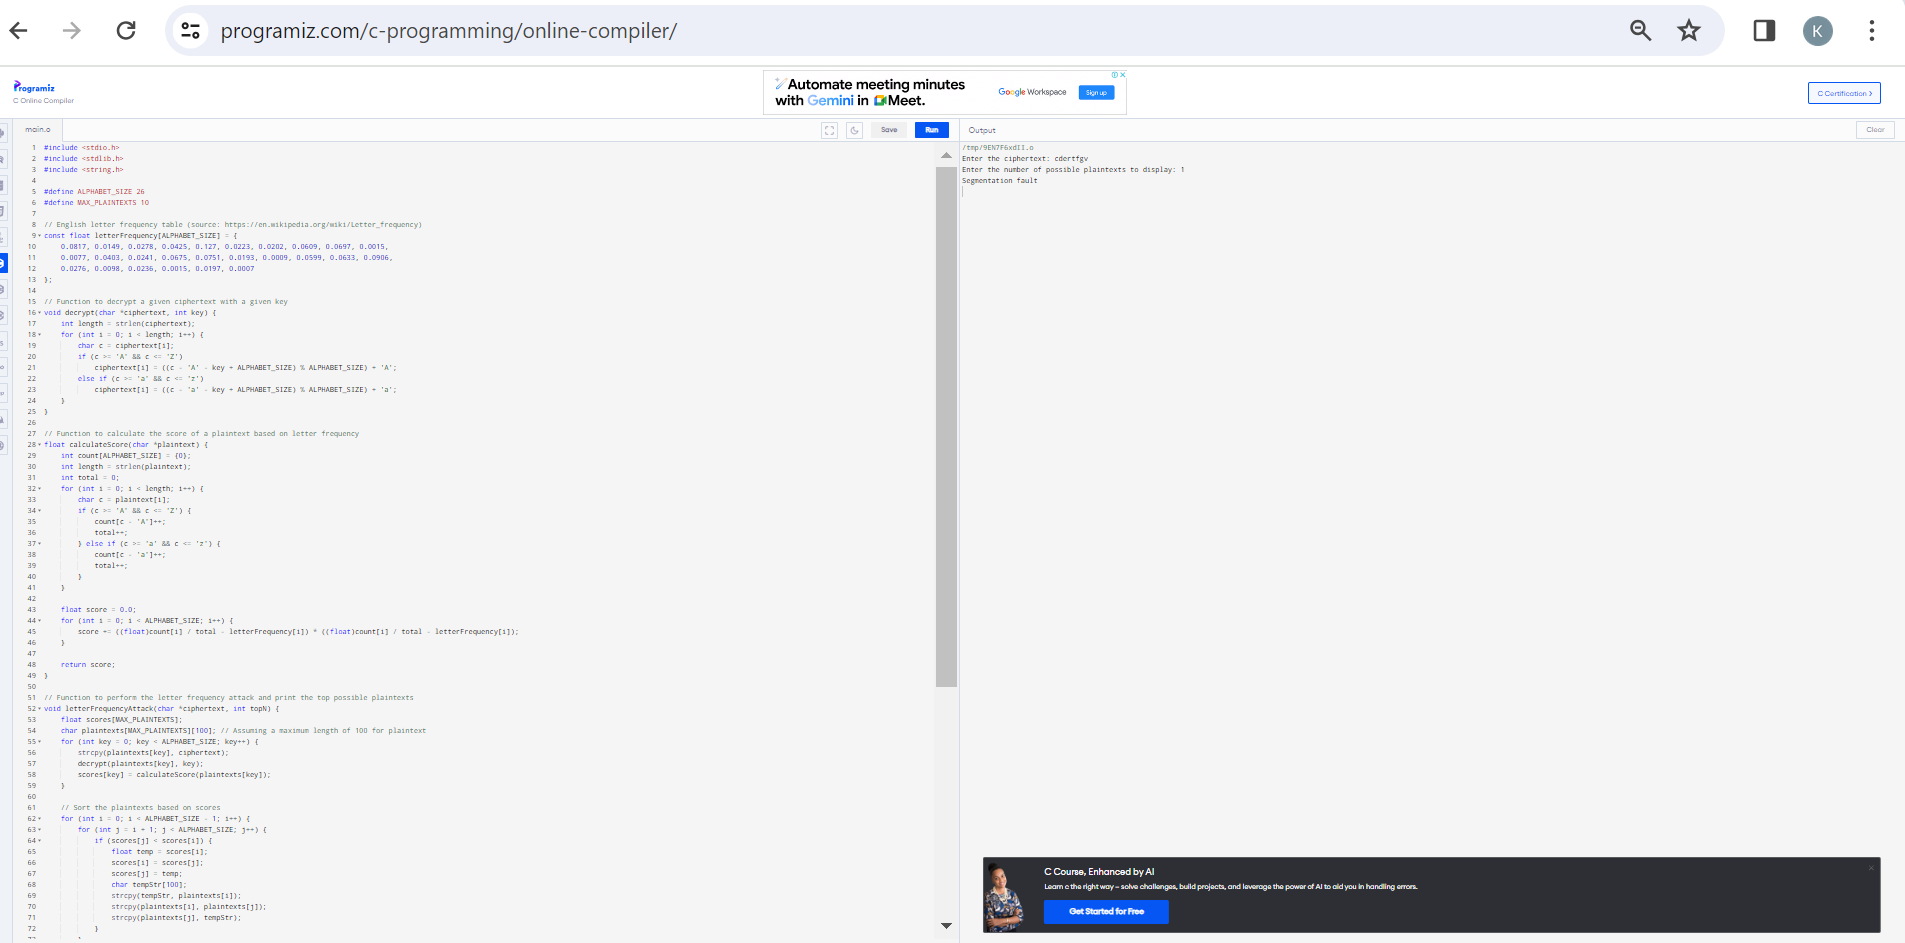 programiz.com/c-programming/online-compiler/
K
Programiz
C Online Compiler
Automate meeting minutes
with Gemini in Meet.
Google Workspace
Sign up
C Certification >
main.c
Save
Run
Output
Clear
1 #include <stdio.h>
2 #include <stdlib.h>
3 #include <string.h>
4
5 #define ALPHABET_SIZE 26
6 #define MAX_PLAINTEXTS 10
7
8 // English letter frequency table (source: https://en.wikipedia.org/wiki/Letter_frequency)
9 const float letterFrequency[ALPHABET_SIZE] = {
10 0.0817, 0.0149, 0.0278, 0.0425, 0.127, 0.0223, 0.0202, 0.0609, 0.0697, 0.0015,
11 0.0077, 0.0403, 0.0241, 0.0675, 0.0751, 0.0193, 0.0009, 0.0599, 0.0633, 0.0906,
12 0.0276, 0.0098, 0.0236, 0.0015, 0.0197, 0.0007
13 };
14
15 // Function to decrypt a given ciphertext with a given key
16 void decrypt(char *ciphertext, int key) {
17 int length = strlen(ciphertext);
18 for (int i = 0; i < length; i++) {
19 char c = ciphertext[i];
20 if (c >= 'A' && c <= 'Z')
21 ciphertext[i] = ((c - 'A' - key + ALPHABET_SIZE) % ALPHABET_SIZE) + 'A';
22 else if (c >= 'a' && c <= 'z')
23 ciphertext[i] = ((c - 'a' - key + ALPHABET_SIZE) % ALPHABET_SIZE) + 'a';
24 }
25 }
26
27 // Function to calculate the score of a plaintext based on letter frequency
28 float calculateScore(char *plaintext) {
29 int count[ALPHABET_SIZE] = {0};
30 int length = strlen(plaintext);
31 int total = 0;
32 for (int i = 0; i < length; i++) {
33 char c = plaintext[i];
34 if (c >= 'A' && c <= 'Z') {
35 count[c - 'A']++;
36 total++;
37 } else if (c >= 'a' && c <= 'z') {
38 count[c - 'a']++;
39 total++;
40 }
41 }
42
43 float score = 0.0;
44 for (int i = 0; i < ALPHABET_SIZE; i++) {
45 score += ((float)count[i] / total - letterFrequency[i]) * ((float)count[i] / total - letterFrequency[i]);
46 }
47
48 return score;
49 }
50
51 // Function to perform the letter frequency attack and print the top possible plaintexts
52 void letterFrequencyAttack(char *ciphertext, int topN) {
53 float scores[MAX_PLAINTEXTS];
54 char plaintexts[MAX_PLAINTEXTS][100]; // Assuming a maximum length of 100 for plaintext
55 for (int key = 0; key < ALPHABET_SIZE; key++) {
56 strcpy(plaintexts[key], ciphertext);
57 decrypt(plaintexts[key], key);
58 scores[key] = calculateScore(plaintexts[key]);
59 }
60
61 // Sort the plaintexts based on scores
62 for (int i = 0; i < ALPHABET_SIZE - 1; i++) {
63 for (int j = i + 1; j < ALPHABET_SIZE; j++) {
64 if (scores[j] < scores[i]) {
65 float temp = scores[i];
66 scores[i] = scores[j];
67 scores[j] = temp;
68 char tempStr[100];
69 strcpy(tempStr, plaintexts[i]);
70 strcpy(plaintexts[i], plaintexts[j]);
71 strcpy(plaintexts[j], tempStr);
72 }
/tmp/9EN7F6xdII.o
Enter the ciphertext: cdertfgv
Enter the number of possible plaintexts to display: 1
Segmentation fault
C Course, Enhanced by AI
Learn c the right way – solve challenges, build projects, and leverage the power of AI to aid you in handling errors.
Get Started for Free